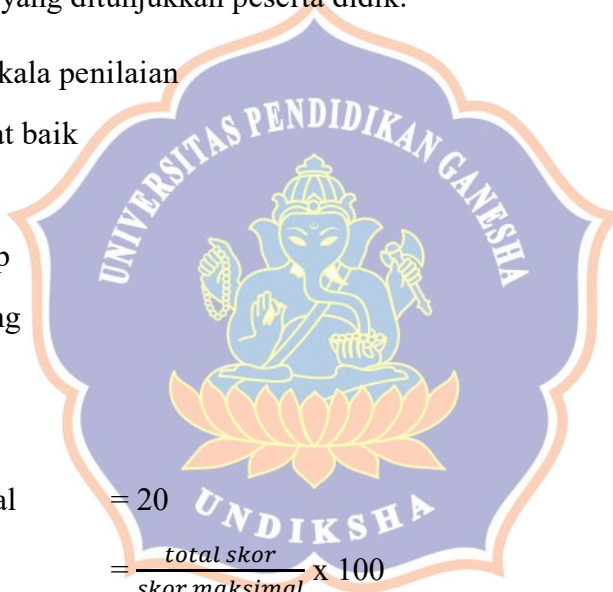 yang ditunjukkan peserta didik.
kala penilaian
at baik
UNIVERSITAS PENDIDIKAN GANESHA
p
ng
al = 20
UNDIKSHA
= total skor / skor maksimal x 100